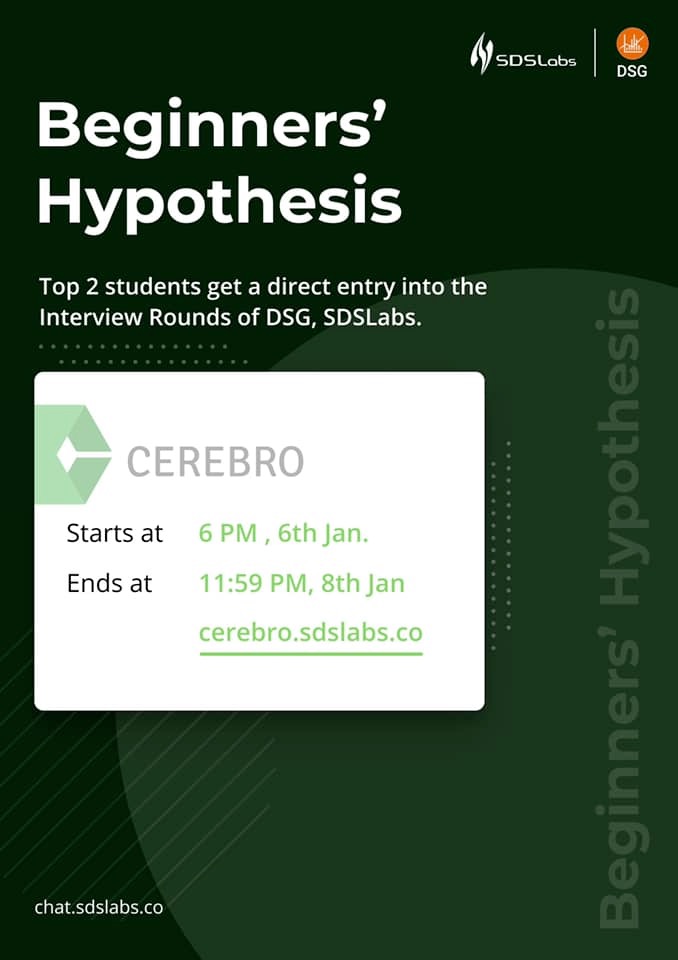 SDSLabs
DSG
Beginners’
Hypothesis
Top 2 students get a direct entry into the
Interview Rounds of DSG, SDSLabs.
CEREBRO
Starts at 6 PM , 6th Jan.
Ends at 11:59 PM, 8th Jan
cerebro.sdslabs.co
Beginners’ Hypothesis
chat.sdslabs.co